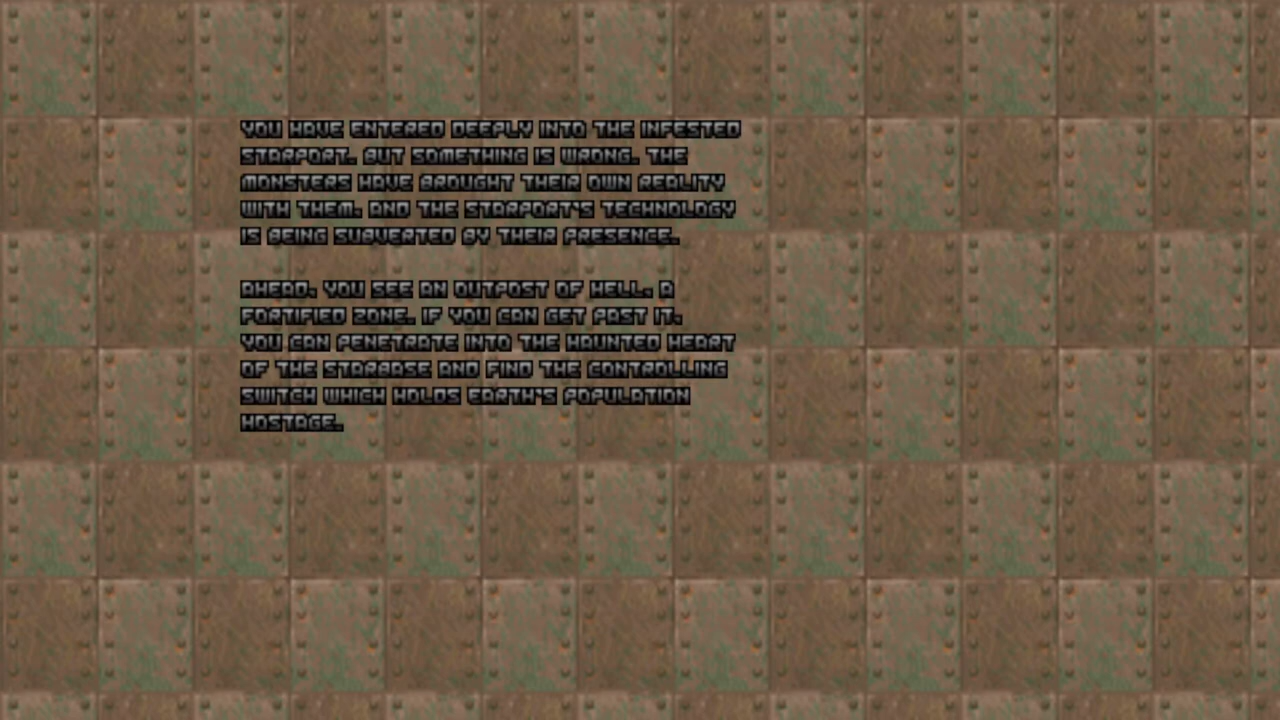 YOU HAVE ENTERED DEEPLY INTO THE INFESTED
STARPORT. BUT SOMETHING IS WRONG. THE
MONSTERS HAVE BROUGHT THEIR OWN REALITY
WITH THEM, AND THE STARPORT'S TECHNOLOGY
IS BEING SUBVERTED BY THEIR PRESENCE.
AHEAD, YOU SEE AN OUTPOST OF HELL, A
FORTIFIED ZONE. IF YOU CAN GET PAST IT,
YOU CAN PENETRATE INTO THE HAUNTED HEART
OF THE STARBASE AND FIND THE CONTROLLING
SWITCH WHICH HOLDS EARTH'S POPULATION
HOSTAGE.